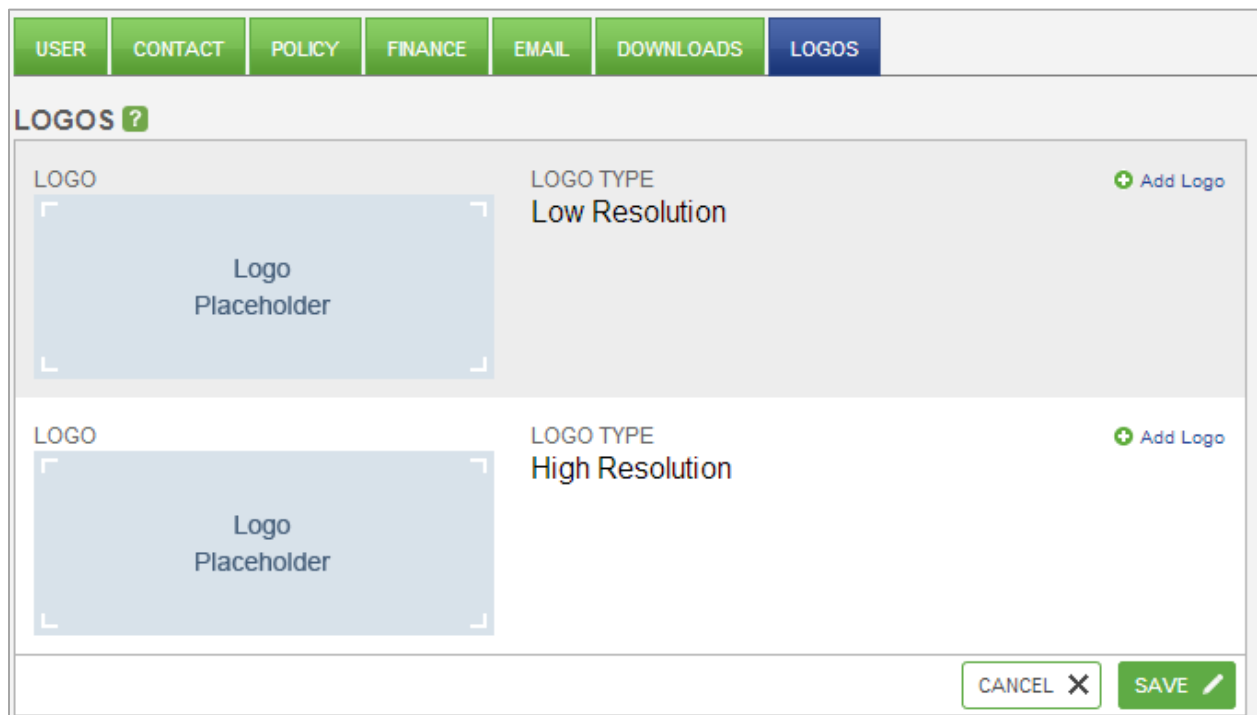 USER CONTACT POLICY FINANCE EMAIL DOWNLOADS LOGOS
LOGOS ?
LOGO LOGO TYPE Add Logo
Low Resolution
Logo
Placeholder
LOGO LOGO TYPE Add Logo
High Resolution
Logo
Placeholder
CANCEL SAVE